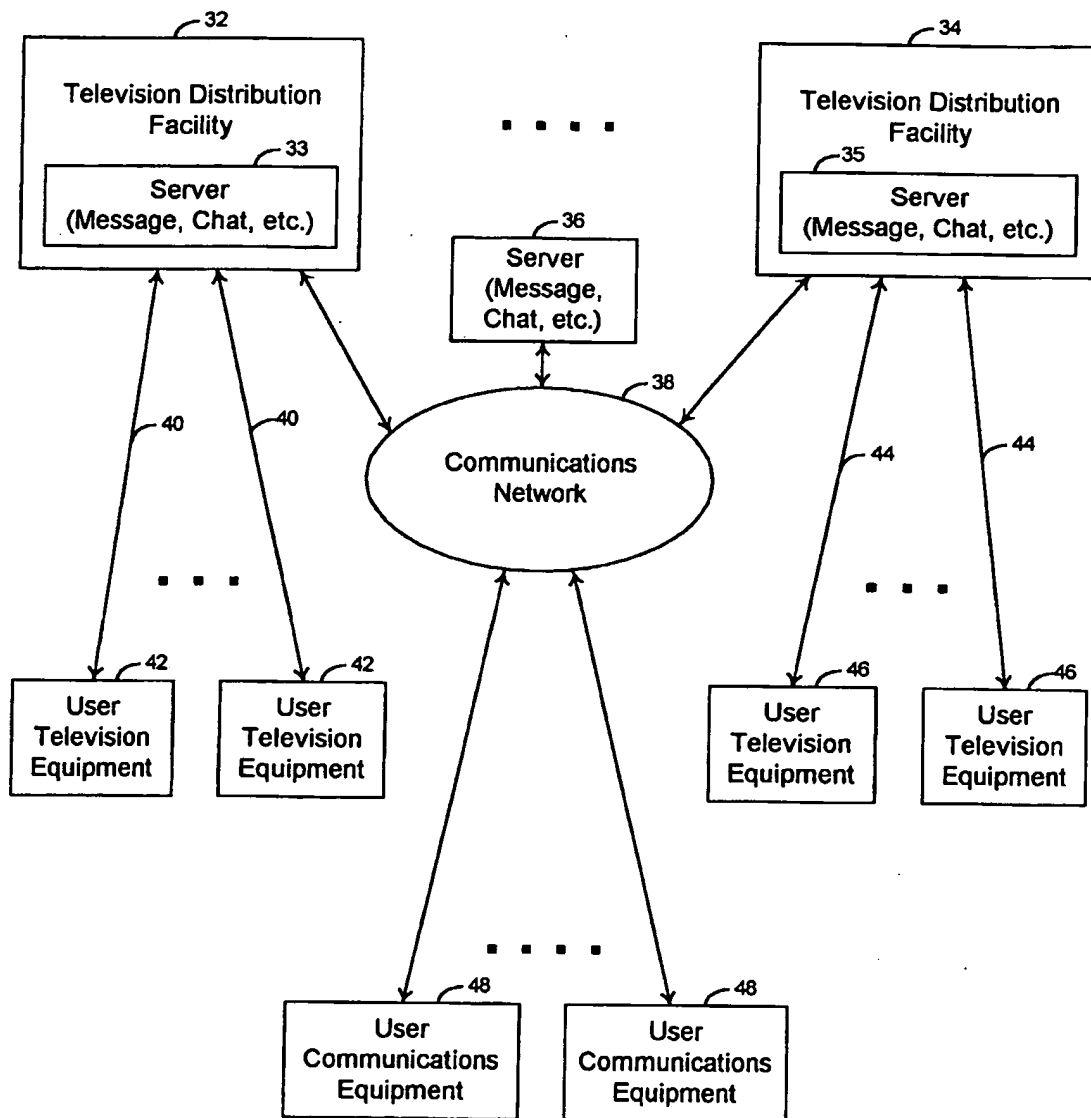 32
34
Television Distribution
Facility
33
Server
(Message, Chat, etc.)
Television Distribution
Facility
35
Server
(Message, Chat, etc.)
36
Server
(Message,
Chat, etc.)
38
Communications
Network
40
40
44
44
42
User
Television
Equipment
42
User
Television
Equipment
46
User
Television
Equipment
46
User
Television
Equipment
48
User
Communications
Equipment
48
User
Communications
Equipment